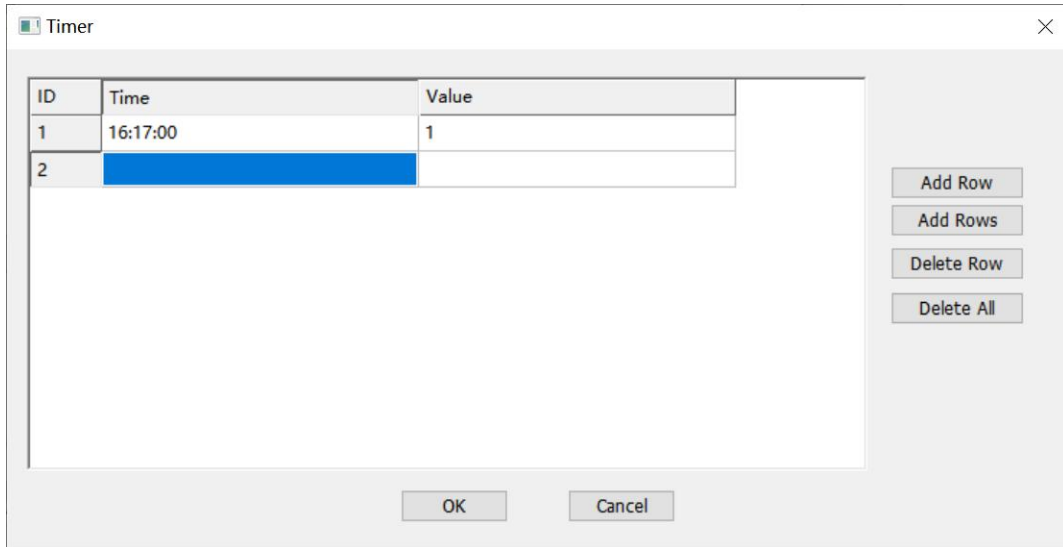 Timer
ID Time Value
1 16:17:00 1
2
Add Row
Add Rows
Delete Row
Delete All
OK Cancel